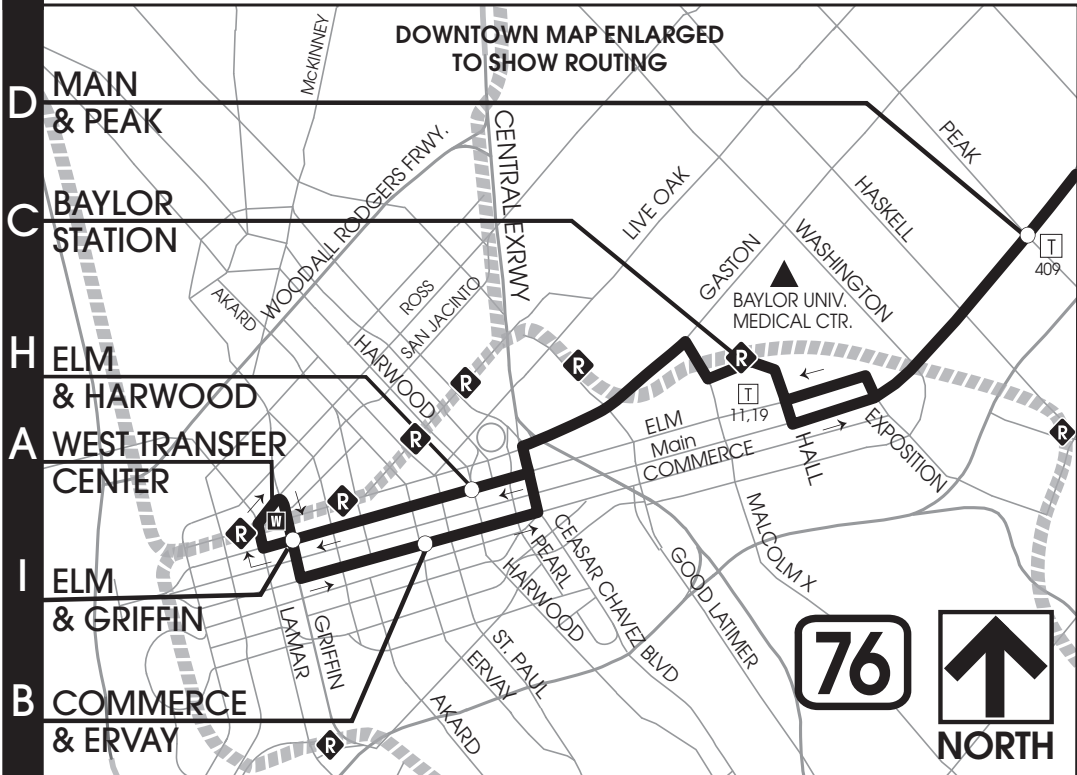 DOWNTOWN MAP ENLARGED
TO SHOW ROUTING
McKINNEY
D
MAIN
& PEAK
CENTRAL EXRWY
PEAK
WOODALL RODGERS FRWY.
LIVE OAK
HASKELL
C
BAYLOR
STATION
GASTON
WASHINGTON
T
409
AKARD
ROSS
SAN JACINTO
BAYLOR UNIV.
MEDICAL CTR.
HARWOOD
H
ELM
& HARWOOD
R
R
R
R
T
11,19
ELM
Main
COMMERCE
HALL
EXPOSITION
R
A
WEST TRANSFER
CENTER
R
W
R
MALCOLM X
PEARL
HARWOOD
CEASAR CHAVEZ BLVD
GOOD LATIMER
I
ELM
& GRIFFIN
LAMAR
GRIFFIN
ST. PAUL
ERVAY
AKARD
76
B
COMMERCE
& ERVAY
R
NORTH